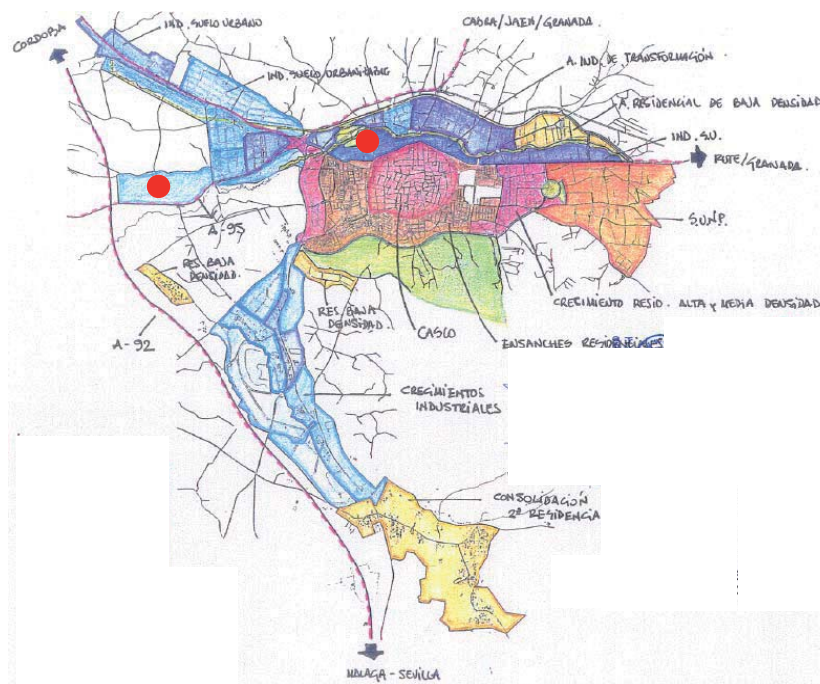 IND. SUELO URBANO
CABRA/JAEN/GRANADA.
CORDOBA
A. IND. DE TRANSFORMACIÓN
IND. SUELO URBANIZABLE
A. RESIDENCIAL DE BAJA DENSIDAD
IND. S.U.
RUTE/GRANADA.
S.U.N.P.
A-93
RES. BAJA
DENSIDAD.
CRECIMIENTO RESID. ALTA y MEDIA DENSIDAD
RES. BAJA
DENSIDAD.
CASCO
ENSANCHES RESIDENCIALES
A-92
CRECIMIENTOS
INDUSTRIALES
CONSOLIDACIÓN
2ª RESIDENCIA
MALAGA-SEVILLA